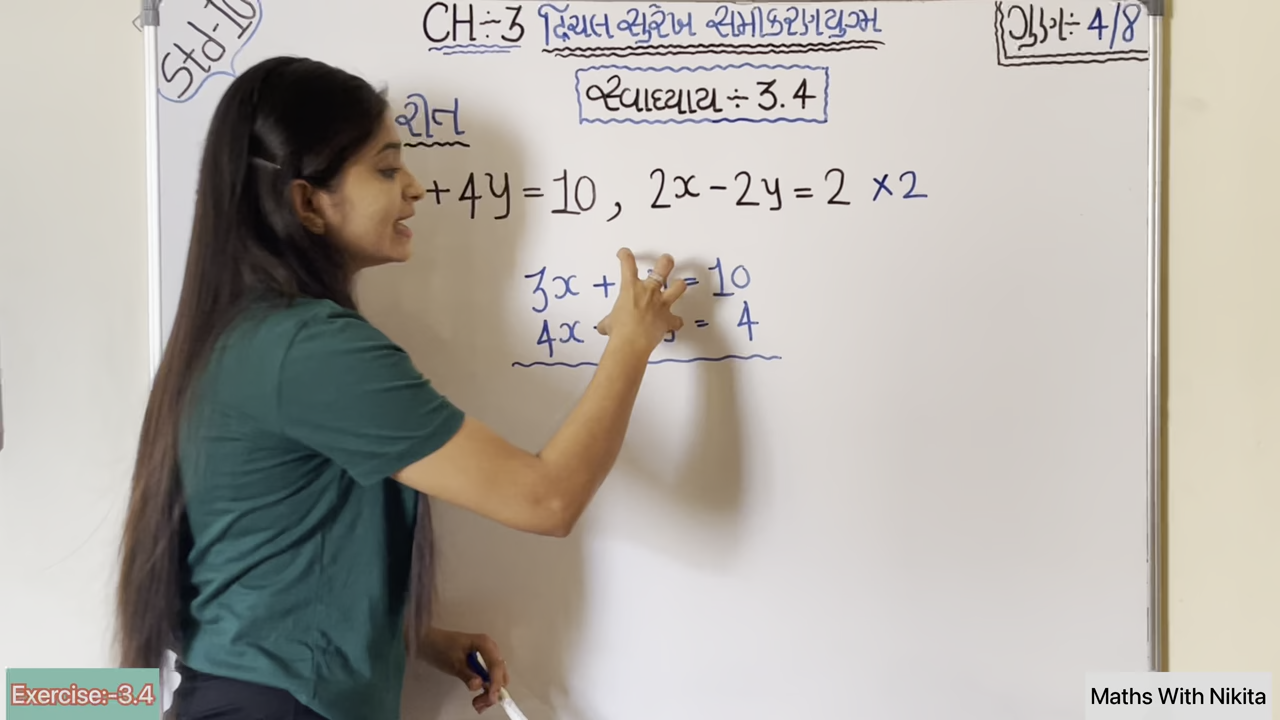 Std-10
CH÷3 દ્વિચલ સુરેખ સમીકરણયુગ્મ
ગુણ÷ 4/8
સ્વાધ્યાય÷3.4
રીત
+4y=10, 2x-2y=2 ×2
3x + = 10
4x = 4
Exercise:-3.4
Maths With Nikita